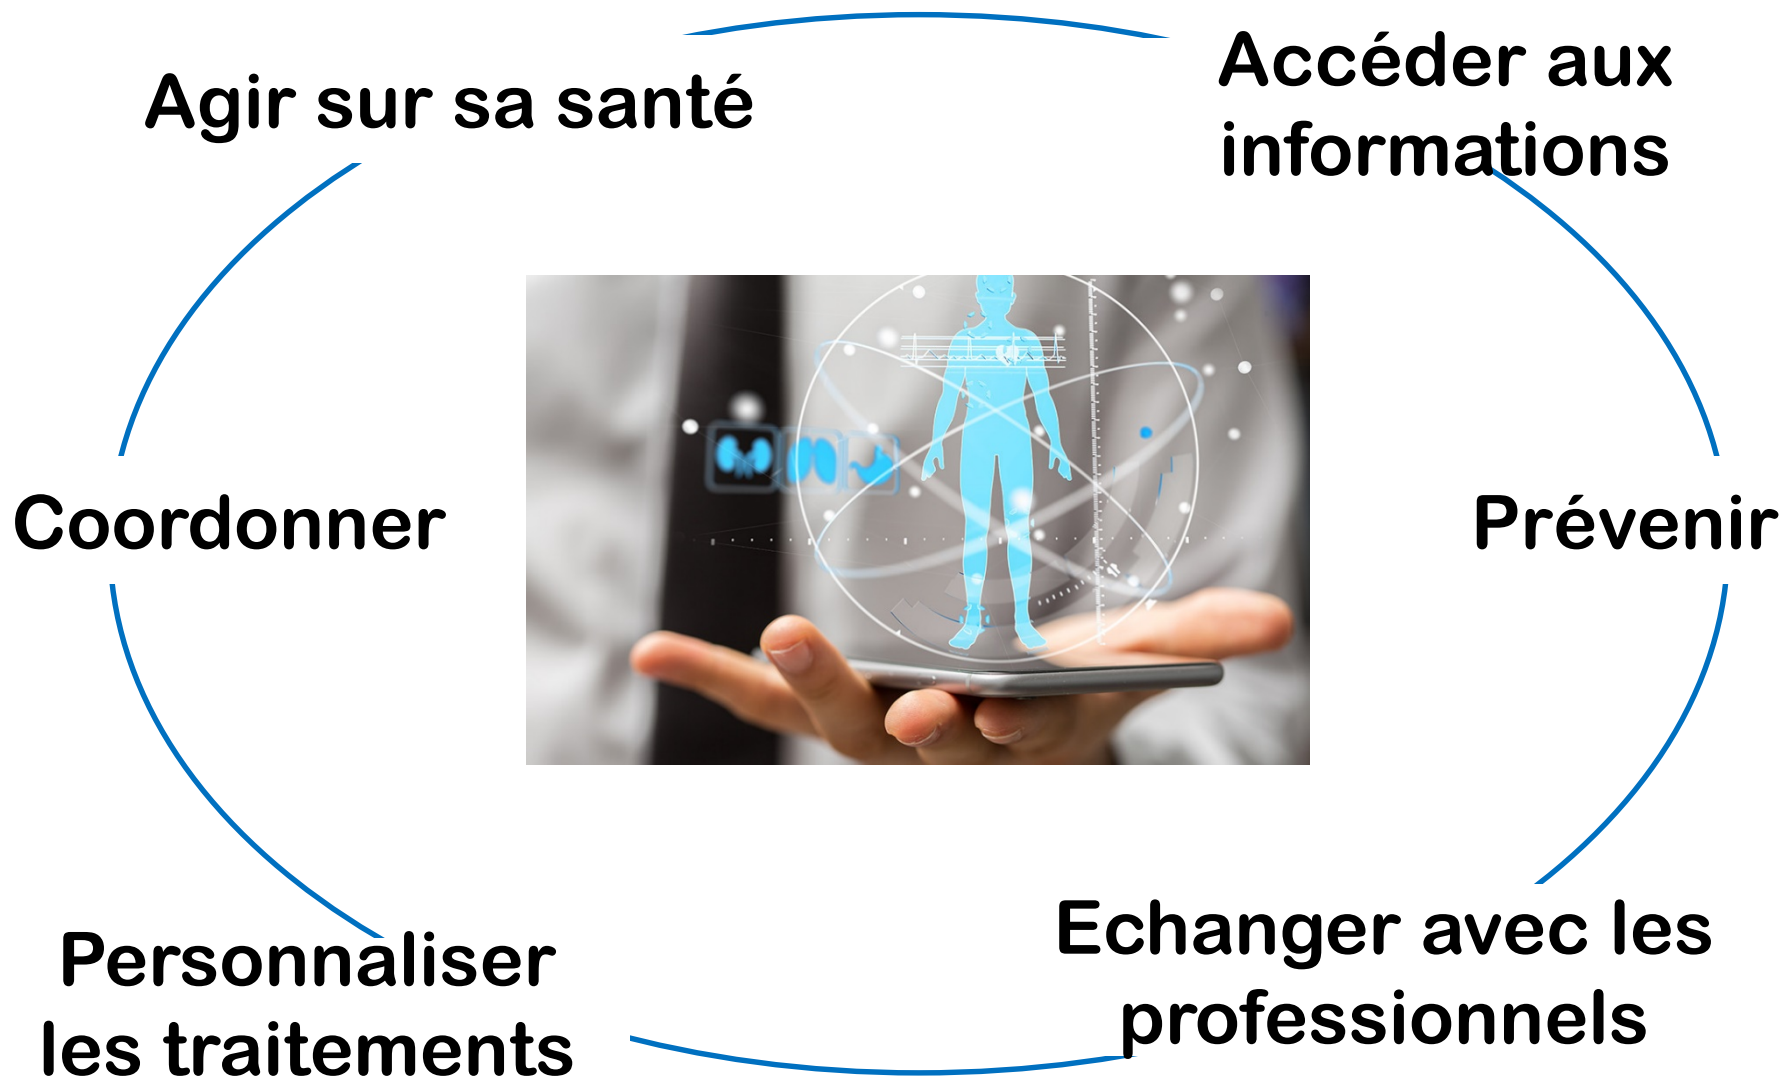 Agir sur sa santé
Accéder aux
informations
Coordonner
Prévenir
Personnaliser
les traitements
Echanger avec les
professionnels